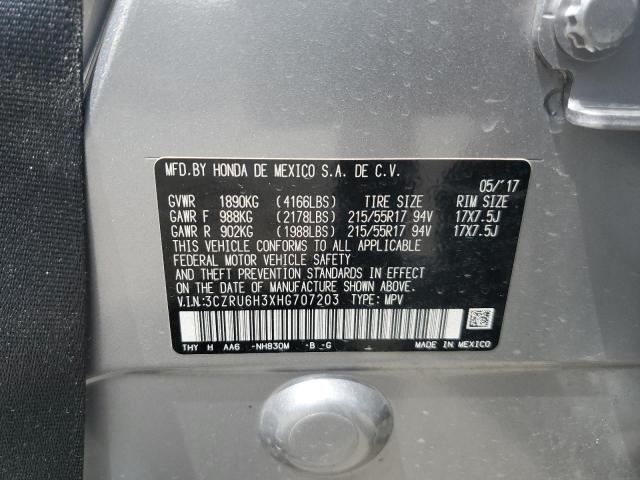 MFD.BY HONDA DE MEXICO S.A. DE C.V.
05/'17
GVWR 1890KG (4166LBS) TIRE SIZE RIM SIZE
GAWR F 988KG (2178LBS) 215/55R17 94V 17X7.5J
GAWR R 902KG (1988LBS) 215/55R17 94V 17X7.5J
THIS VEHICLE CONFORMS TO ALL APPLICABLE
FEDERAL MOTOR VEHICLE SAFETY
AND THEFT PREVENTION STANDARDS IN EFFECT
ON THE DATE OF MANUFACTURE SHOWN ABOVE.
V.I.N:3CZRU6H3XHG707203 TYPE: MPV
THY H AA6 -NH830M -B -G MADE IN MEXICO